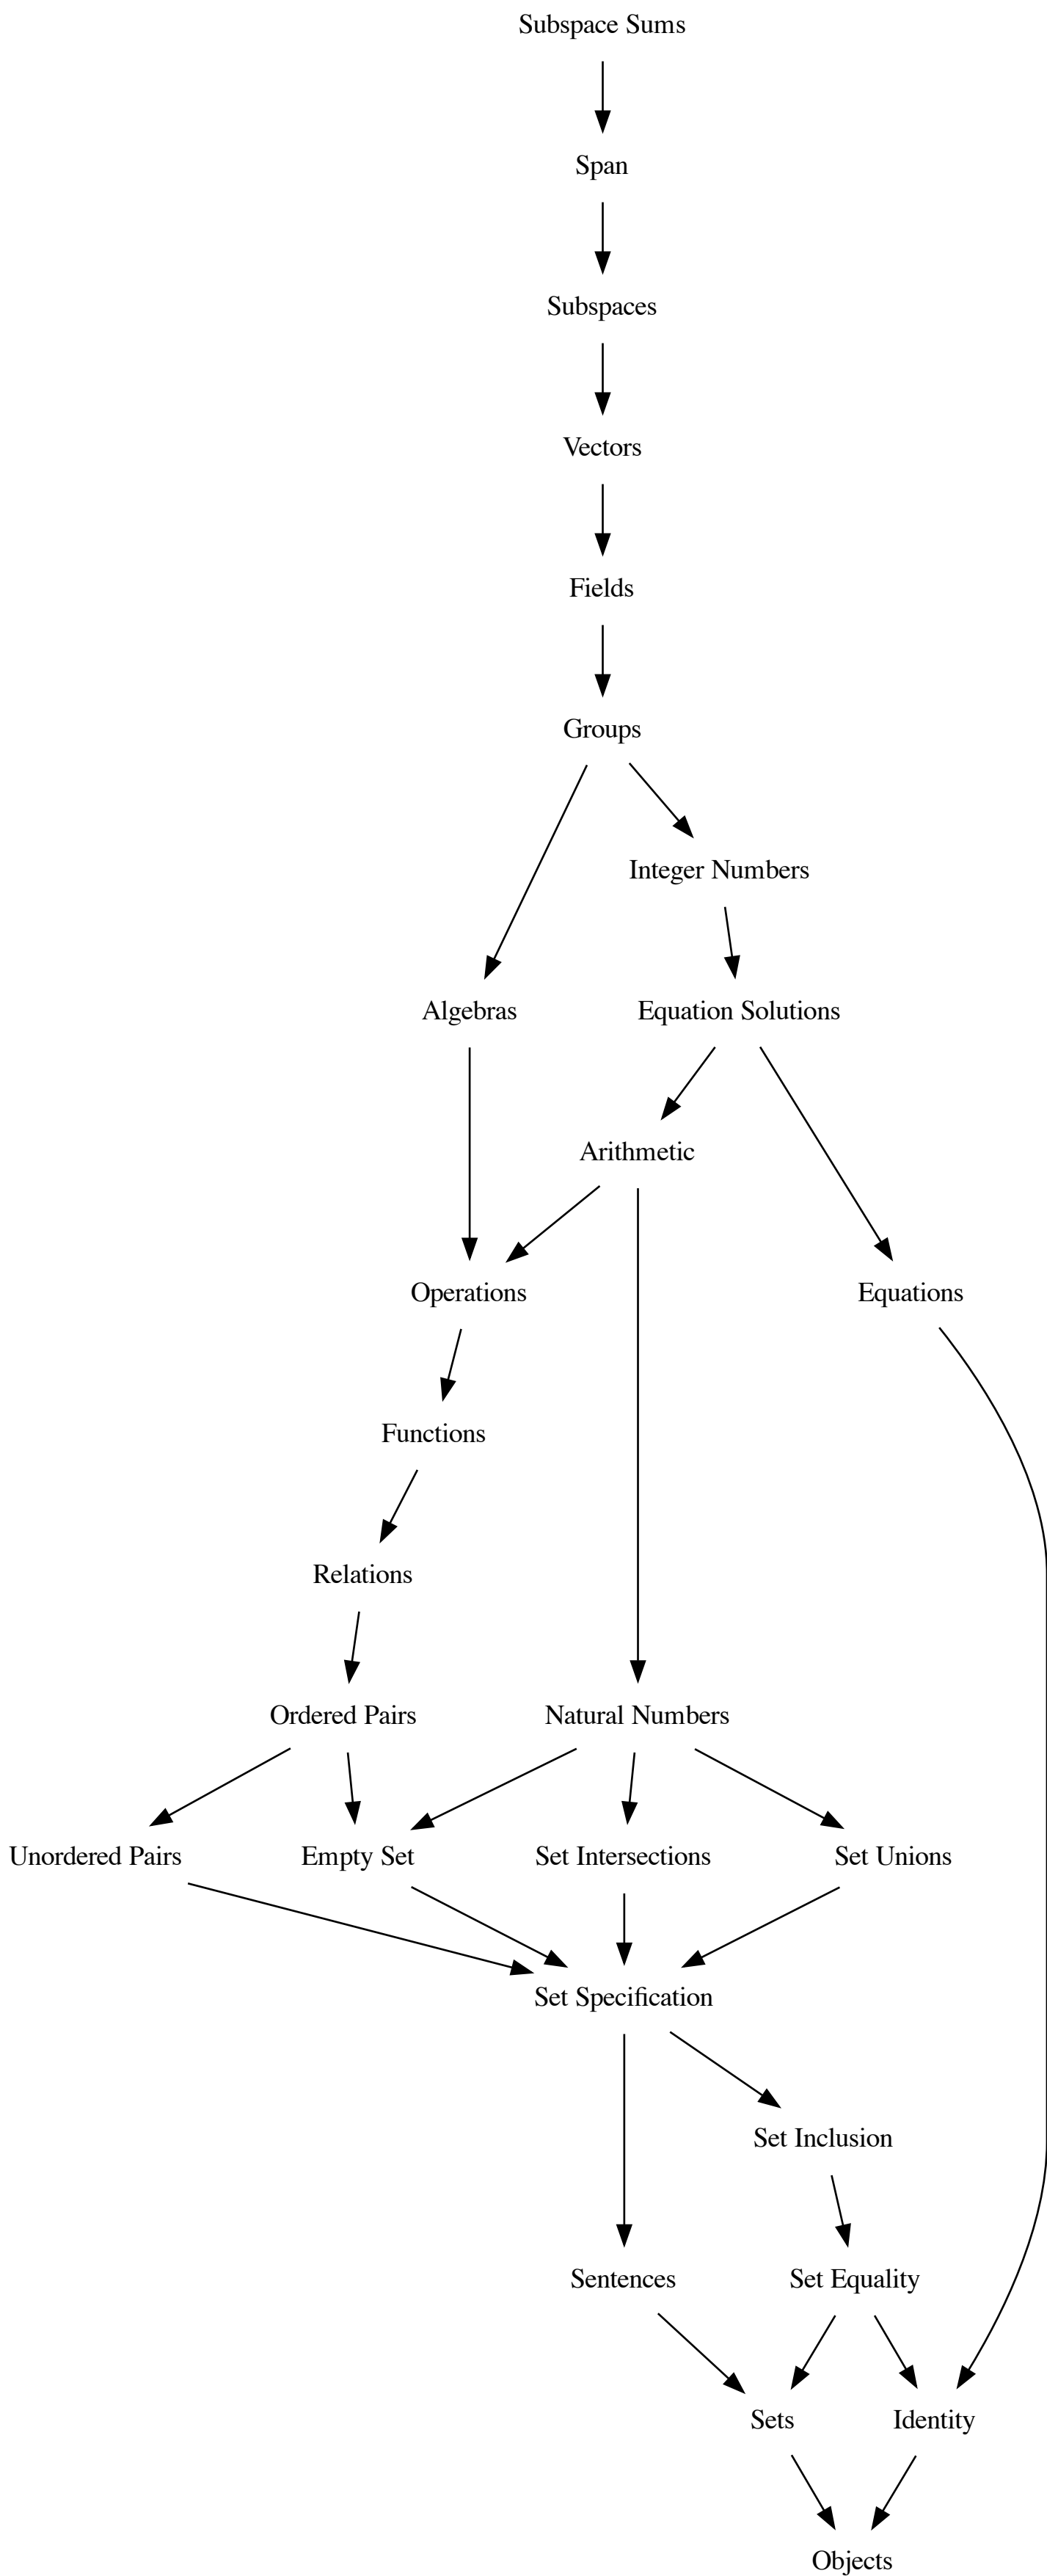 Subspace Sums
Span
Subspaces
Vectors
Fields
Groups
Integer Numbers
Algebras
Equation Solutions
Arithmetic
Operations
Equations
Functions
Relations
Ordered Pairs
Natural Numbers
Unordered Pairs
Empty Set
Set Intersections
Set Unions
Set Specification
Set Inclusion
Sentences
Set Equality
Sets
Identity
Objects